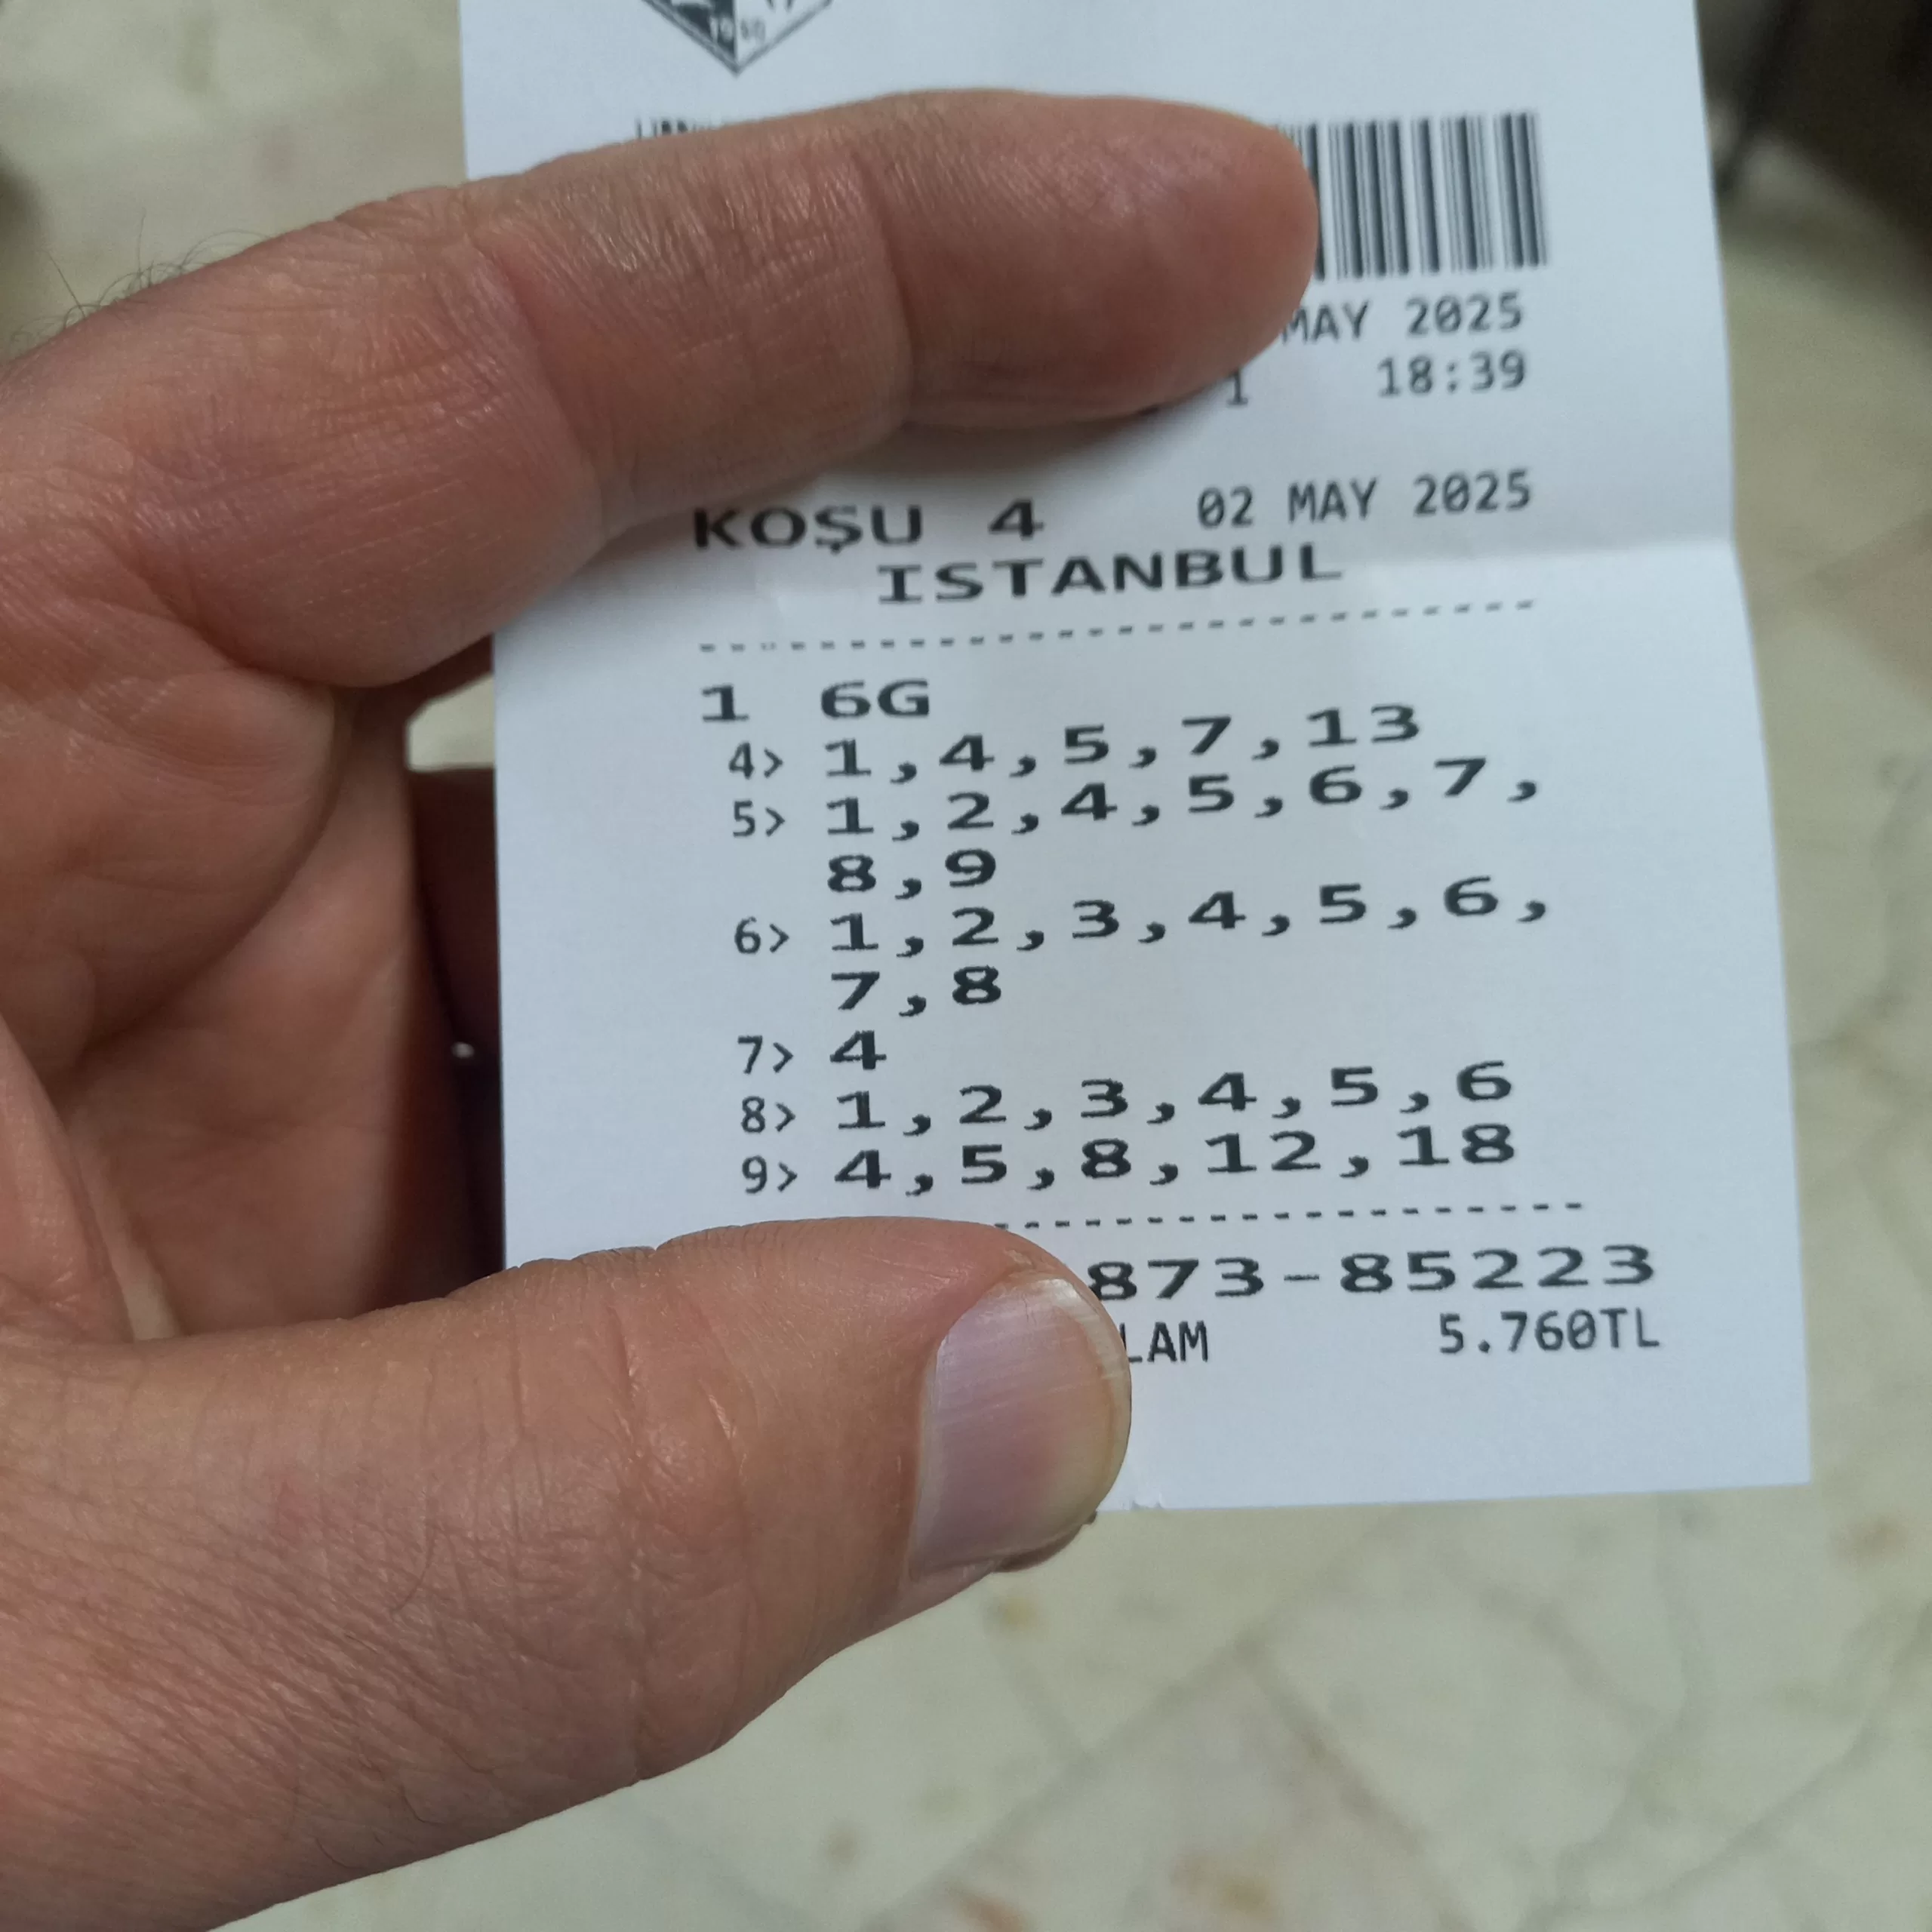 MAY 2025
1 18:39
KOŞU 4 02 MAY 2025
ISTANBUL
1 6G
4> 1,4,5,7,13
5> 1,2,4,5,6,7,
8,9
6> 1,2,3,4,5,6,
7,8
7> 4
8> 1,2,3,4,5,6
9> 4,5,8,12,18
873-85223
LAM 5.760TL